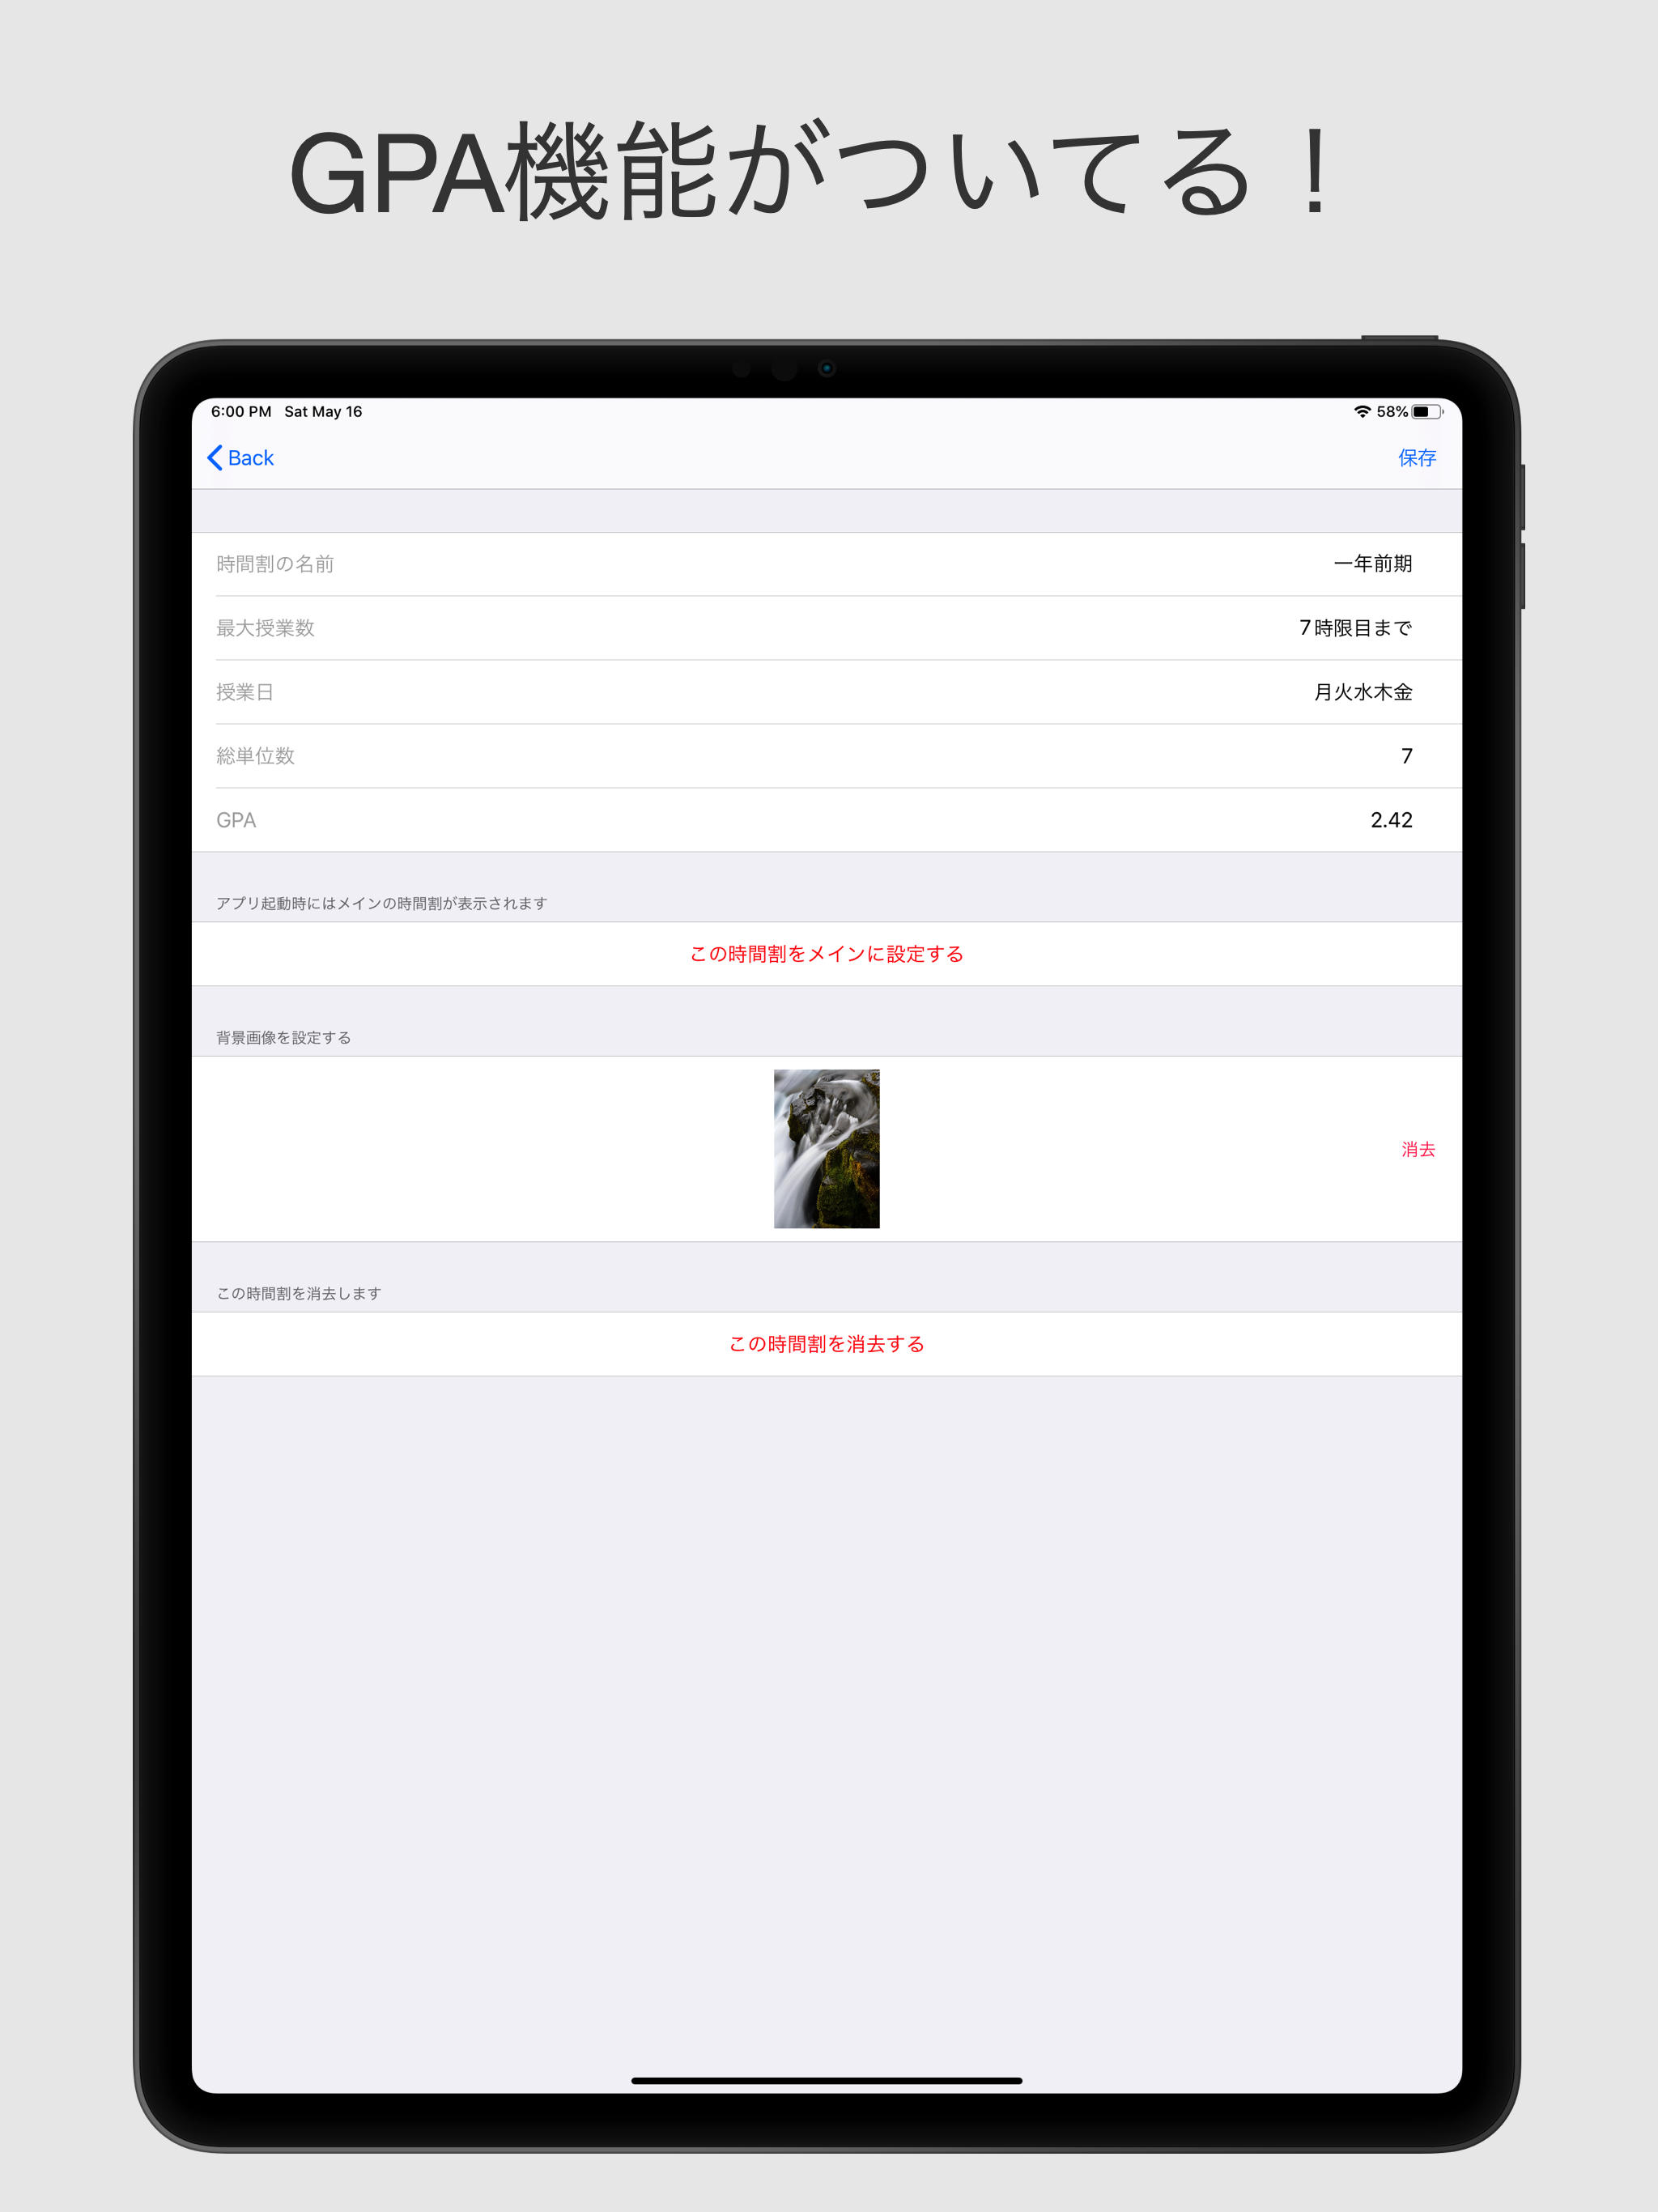 GPA機能がついてる！
6:00 PM Sat May 16 58%
Back 保存
時間割の名前 一年前期
最大授業数 7時限目まで
授業日 月火水木金
総単位数 7
GPA 2.42
アプリ起動時にはメインの時間割が表示されます
この時間割をメインに設定する
背景画像を設定する
消去
この時間割を消去します
この時間割を消去する